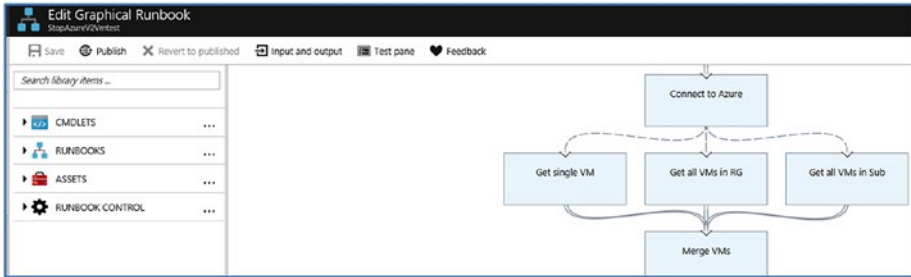 Edit Graphical Runbook
StopAzureV2Vmtest
Save Publish Revert to published Input and output Test pane Feedback
Search library items ...
CMDLETS ...
RUNBOOKS ...
ASSETS ...
RUNBOOK CONTROL ...
Connect to Azure
Get single VM Get all VMs in RG Get all VMs in Sub
Merge VMs